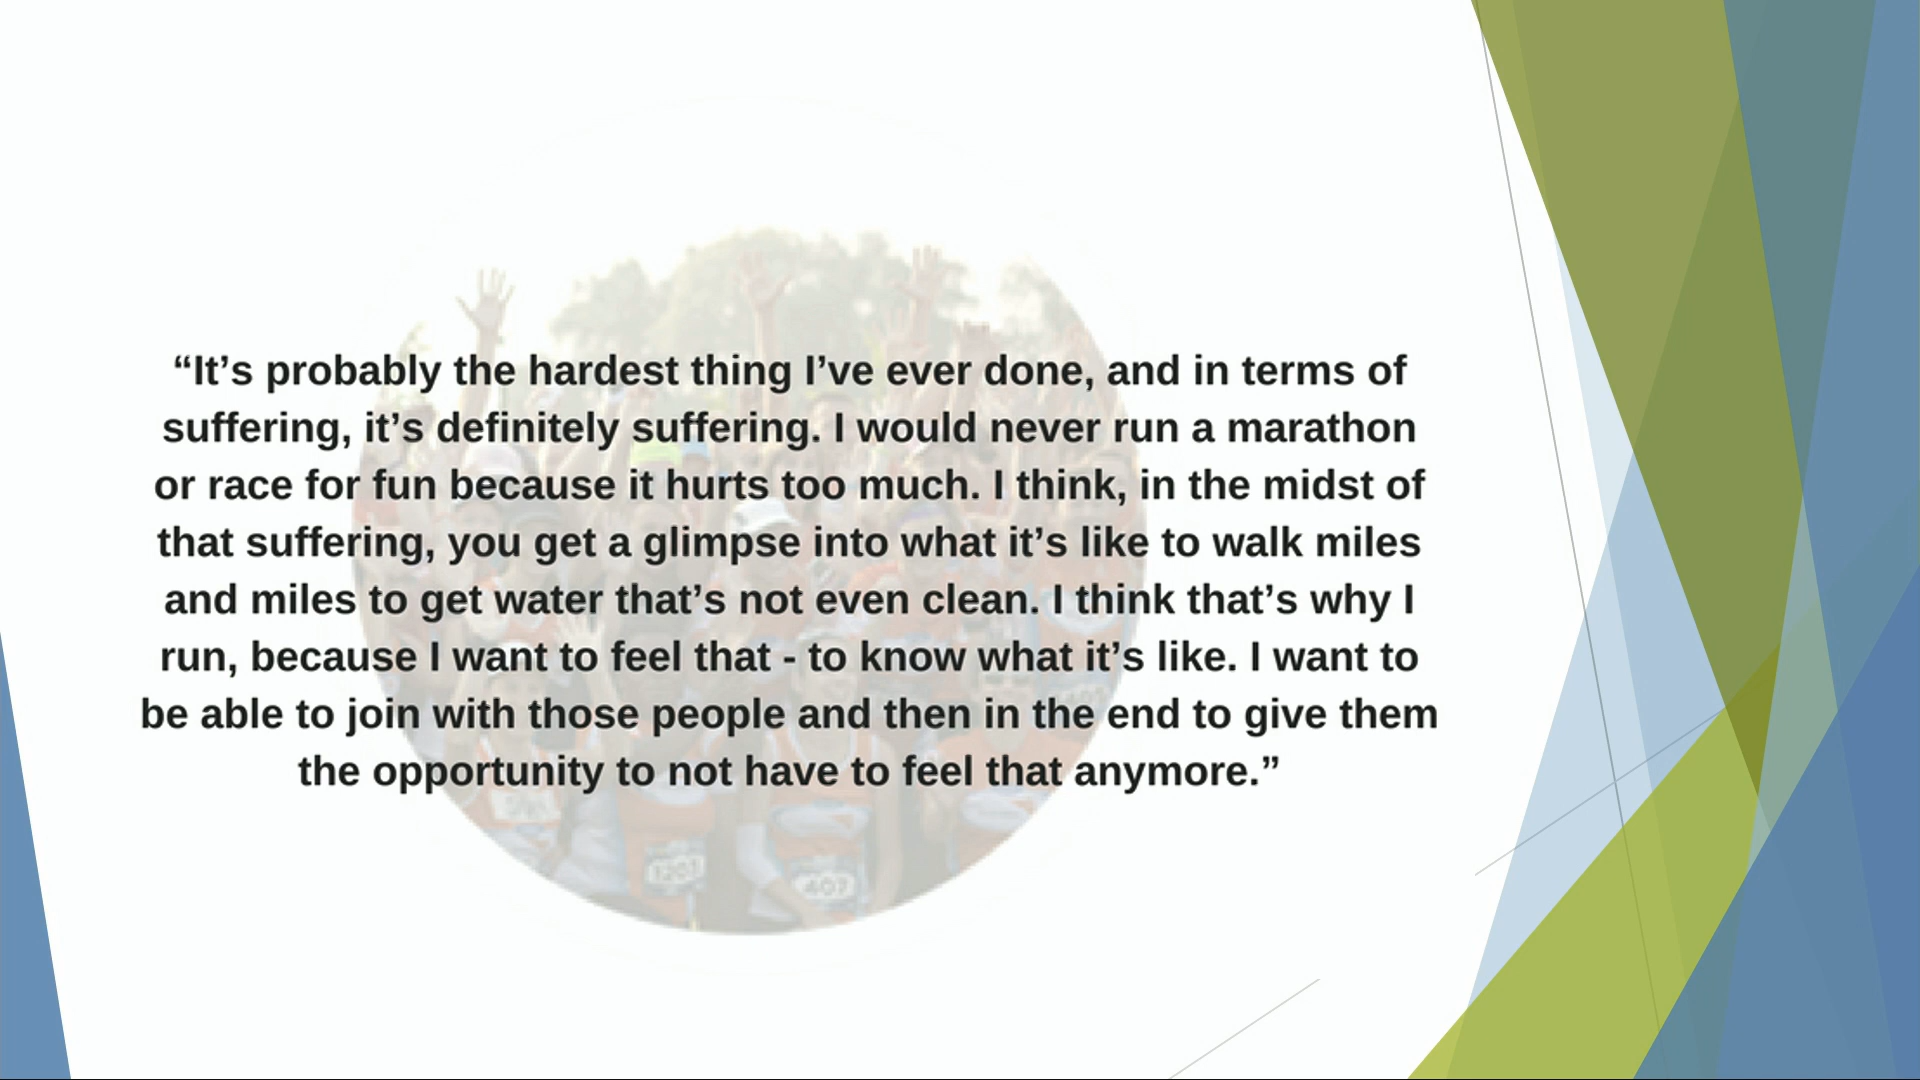 “It’s probably the hardest thing I’ve ever done, and in terms of
suffering, it’s definitely suffering. I would never run a marathon
or race for fun because it hurts too much. I think, in the midst of
that suffering, you get a glimpse into what it’s like to walk miles
and miles to get water that’s not even clean. I think that’s why I
run, because I want to feel that - to know what it’s like. I want to
be able to join with those people and then in the end to give them
the opportunity to not have to feel that anymore.”
1207
407